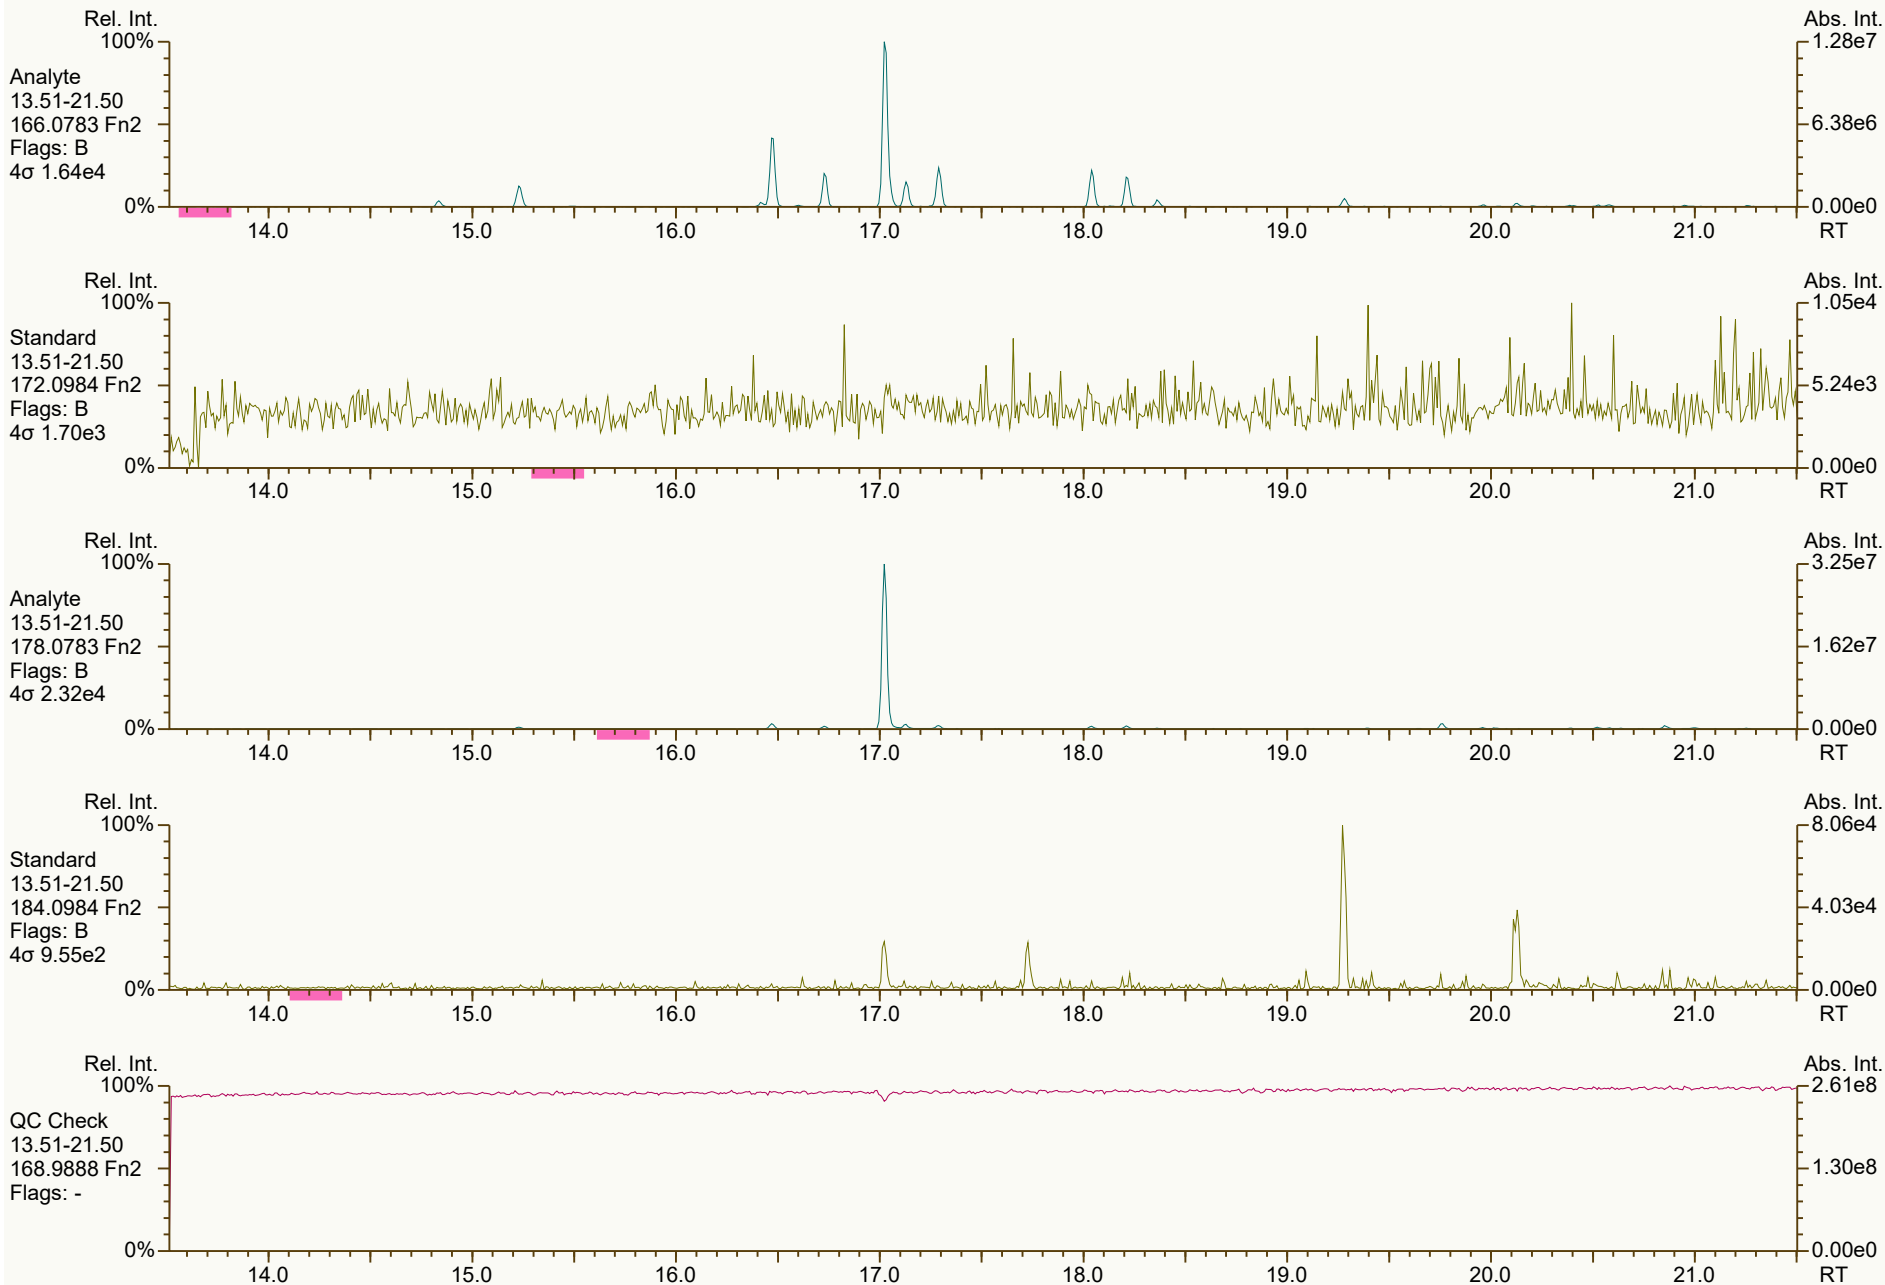 Rel. Int. Abs. Int.
100% 1.28e7
Analyte
13.51-21.50
166.0783 Fn2 6.38e6
Flags: B
4σ 1.64e4
0% 0.00e0
14.0 15.0 16.0 17.0 18.0 19.0 20.0 21.0 RT
Rel. Int. Abs. Int.
100% 1.05e4
Standard
13.51-21.50
172.0984 Fn2 5.24e3
Flags: B
4σ 1.70e3
0% 0.00e0
14.0 15.0 16.0 17.0 18.0 19.0 20.0 21.0 RT
Rel. Int. Abs. Int.
100% 3.25e7
Analyte
13.51-21.50
178.0783 Fn2 1.62e7
Flags: B
4σ 2.32e4
0% 0.00e0
14.0 15.0 16.0 17.0 18.0 19.0 20.0 21.0 RT
Rel. Int. Abs. Int.
100% 8.06e4
Standard
13.51-21.50
184.0984 Fn2 4.03e4
Flags: B
4σ 9.55e2
0% 0.00e0
14.0 15.0 16.0 17.0 18.0 19.0 20.0 21.0 RT
Rel. Int. Abs. Int.
100% 2.61e8
QC Check
13.51-21.50
168.9888 Fn2 1.30e8
Flags: -
0% 0.00e0
14.0 15.0 16.0 17.0 18.0 19.0 20.0 21.0 RT